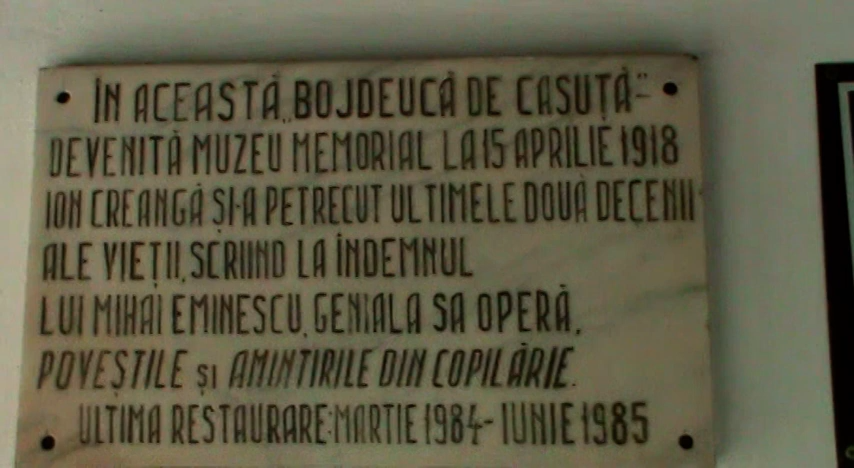 ÎN ACEASTĂ „BOJDEUCĂ DE CASUȚĂ”
DEVENITĂ MUZEU MEMORIAL LA 15 APRILIE 1918
ION CREANGĂ ȘI-A PETRECUT ULTIMELE DOUĂ DECENII
ALE VIEȚII, SCRIIND LA ÎNDEMNUL
LUI MIHAI EMINESCU, GENIALA SA OPERĂ,
POVEȘTILE ȘI AMINTIRILE DIN COPILĂRIE.
ULTIMA RESTAURARE: MARTIE 1984 - IUNIE 1985